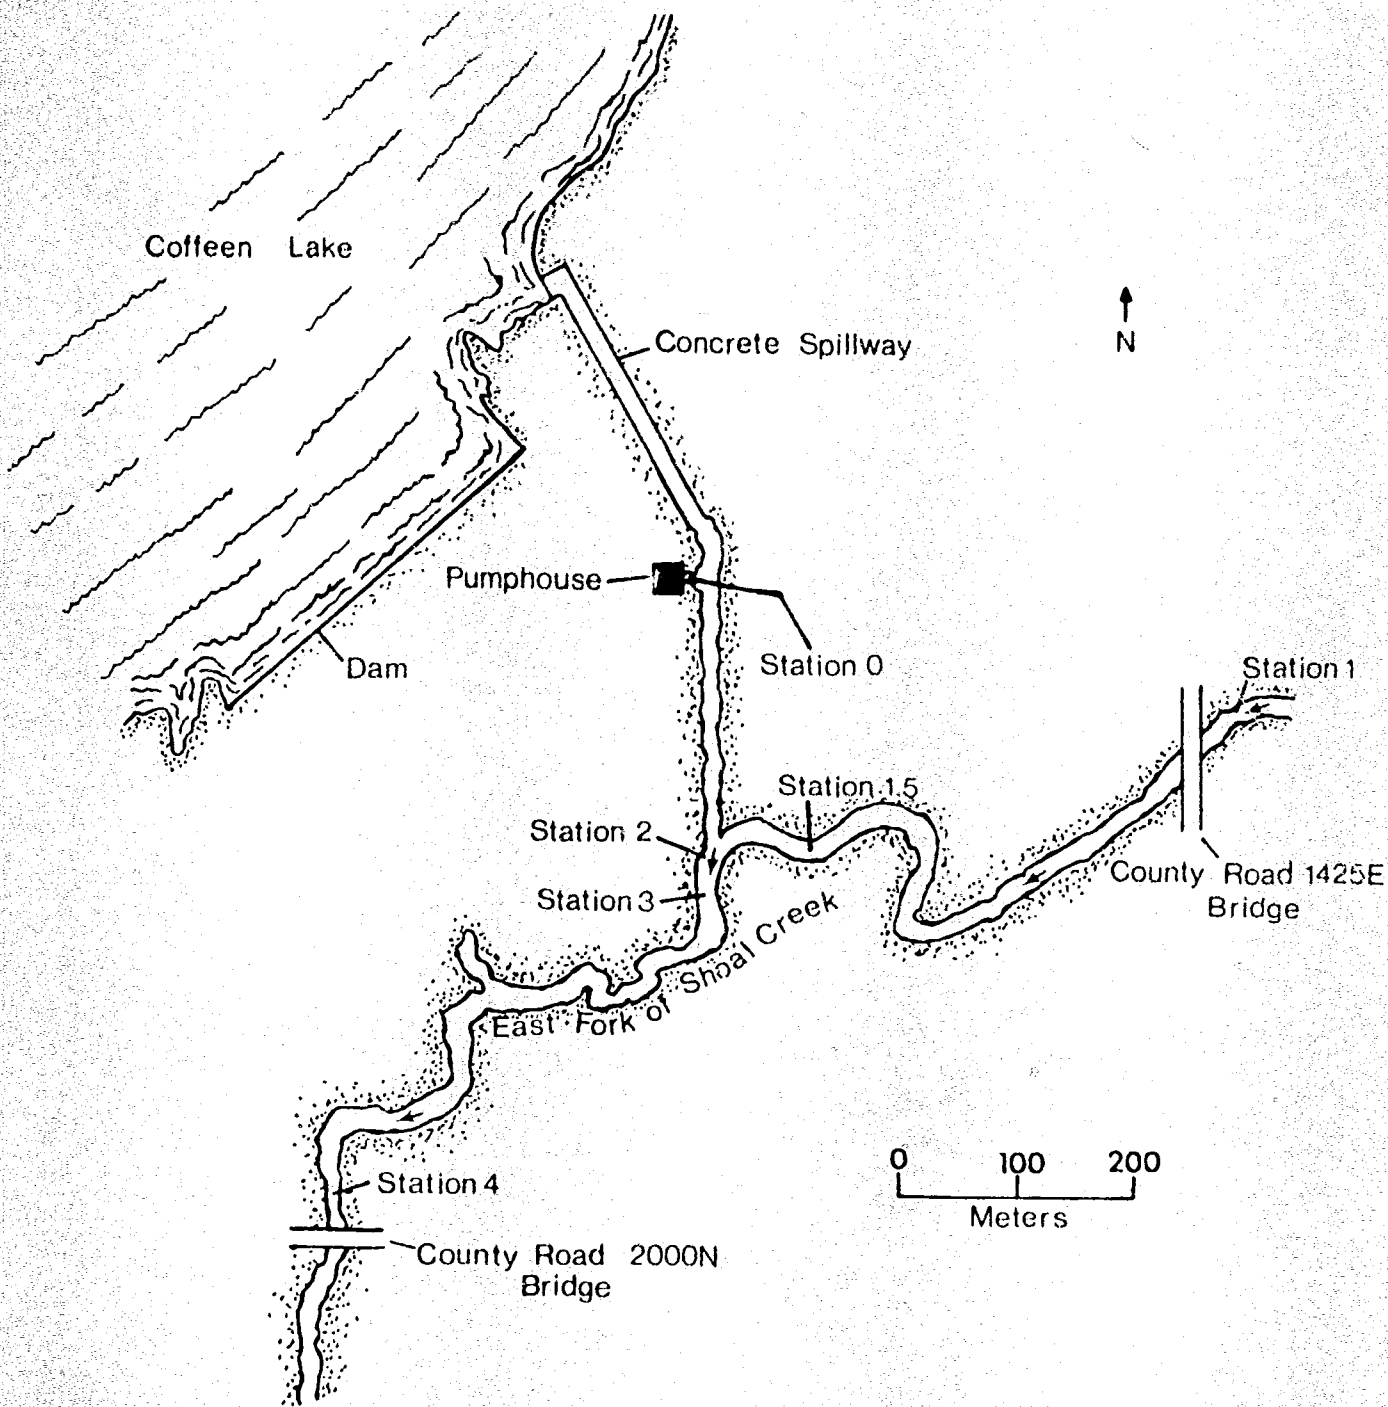 Coffeen Lake
Concrete Spillway
N
Pumphouse
Station 0
Dam
Station 1
Station 1.5
Station 2
County Road 1425E
Bridge
Station 3
East Fork of Shoal Creek
0 100 200
Meters
Station 4
County Road 2000N
Bridge